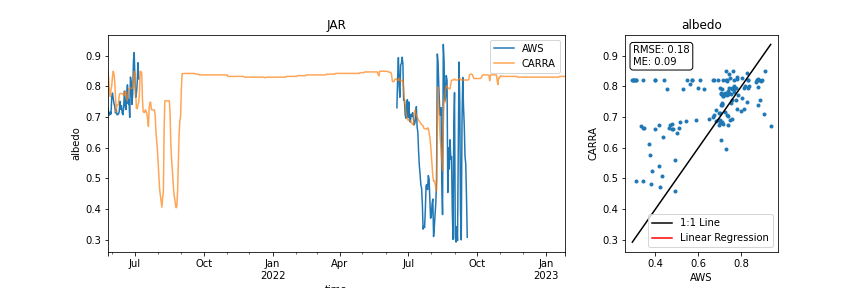 JAR
albedo
0.9
0.8
0.7
0.6
0.5
0.4
0.3
AWS
CARRA
Jul
Oct
Jan
2022
Apr
Jul
Oct
Jan
2023
albedo
albedo
0.9
0.8
0.7
0.6
0.5
0.4
0.3
RMSE: 0.18
ME: 0.09
CARRA
1:1 Line
Linear Regression
0.4
0.6
0.8
AWS